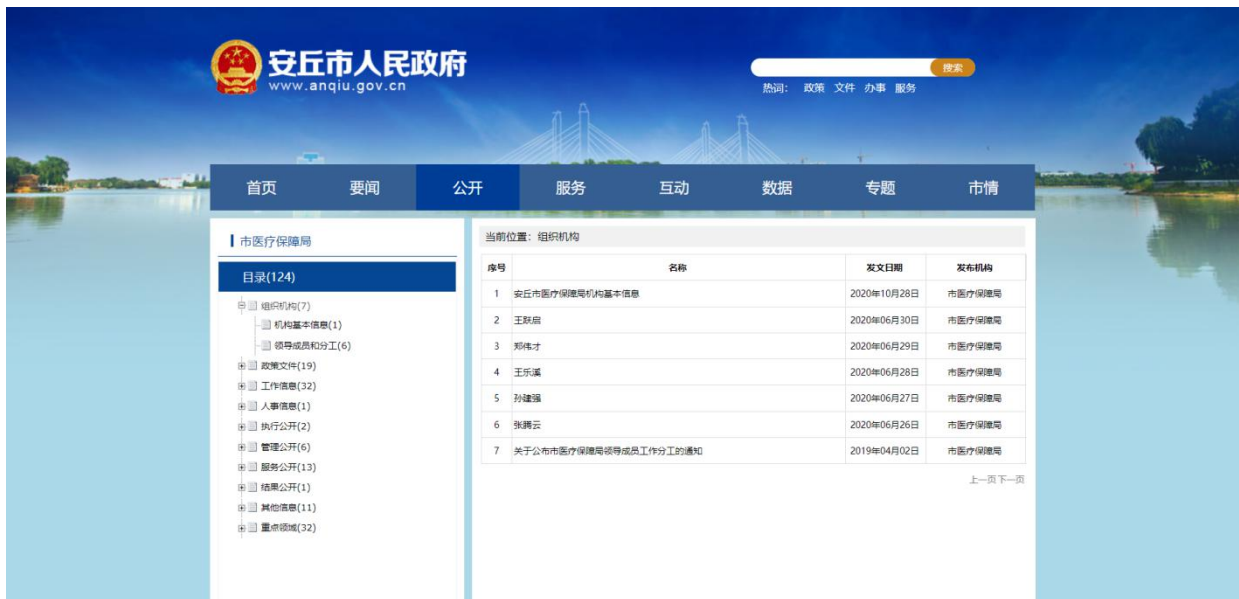 安丘市人民政府
www.anqiu.gov.cn
搜索
热词： 政策 文件 办事 服务
首页 要闻 公开 服务 互动 数据 专题 市情
市医疗保障局
目录(124)
组织机构(7)
机构基本信息(1)
领导成员和分工(6)
政策文件(19)
工作信息(32)
人事信息(1)
执行公开(2)
管理公开(6)
服务公开(13)
结果公开(1)
其他信息(11)
重点领域(32)
当前位置：组织机构
序号 名称 发文日期 发布机构
1 安丘市医疗保障局机构基本信息 2020年10月28日 市医疗保障局
2 王跃启 2020年06月30日 市医疗保障局
3 郑伟才 2020年06月29日 市医疗保障局
4 王乐溪 2020年06月28日 市医疗保障局
5 孙建强 2020年06月27日 市医疗保障局
6 张腾云 2020年06月26日 市医疗保障局
7 关于公布市医疗保障局领导成员工作分工的通知 2019年04月02日 市医疗保障局
上一页下一页